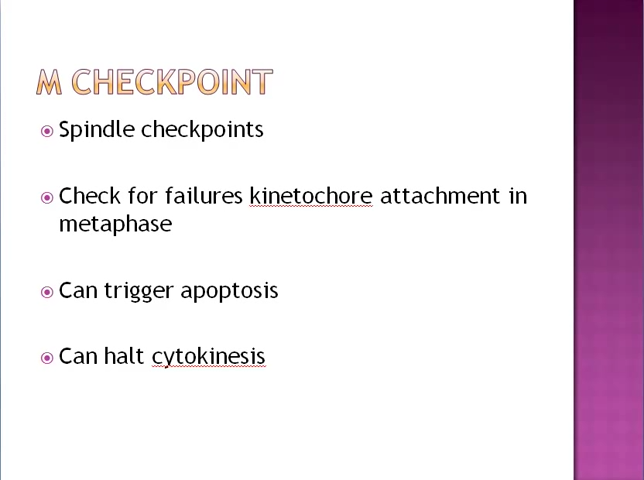 M CHECKPOINT
Spindle checkpoints
Check for failures kinetochore attachment in
metaphase
Can trigger apoptosis
Can halt cytokinesis